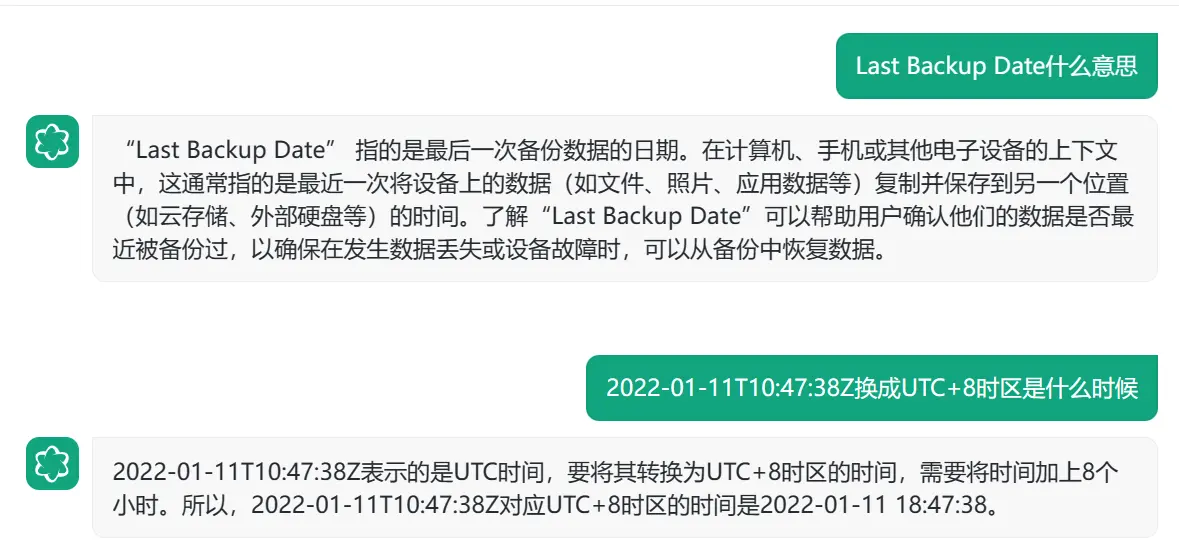 Last Backup Date什么意思
“Last Backup Date” 指的是最后一次备份数据的日期。在计算机、手机或其他电子设备的上下文
中，这通常指的是最近一次将设备上的数据（如文件、照片、应用数据等）复制并保存到另一个位置
（如云存储、外部硬盘等）的时间。了解“Last Backup Date”可以帮助用户确认他们的数据是否最
近被备份过，以确保在发生数据丢失或设备故障时，可以从备份中恢复数据。
2022-01-11T10:47:38Z换成UTC+8时区是什么时候
2022-01-11T10:47:38Z表示的是UTC时间，要将其转换为UTC+8时区的时间，需要将时间加上8个
小时。所以，2022-01-11T10:47:38Z对应UTC+8时区的时间是2022-01-11 18:47:38。